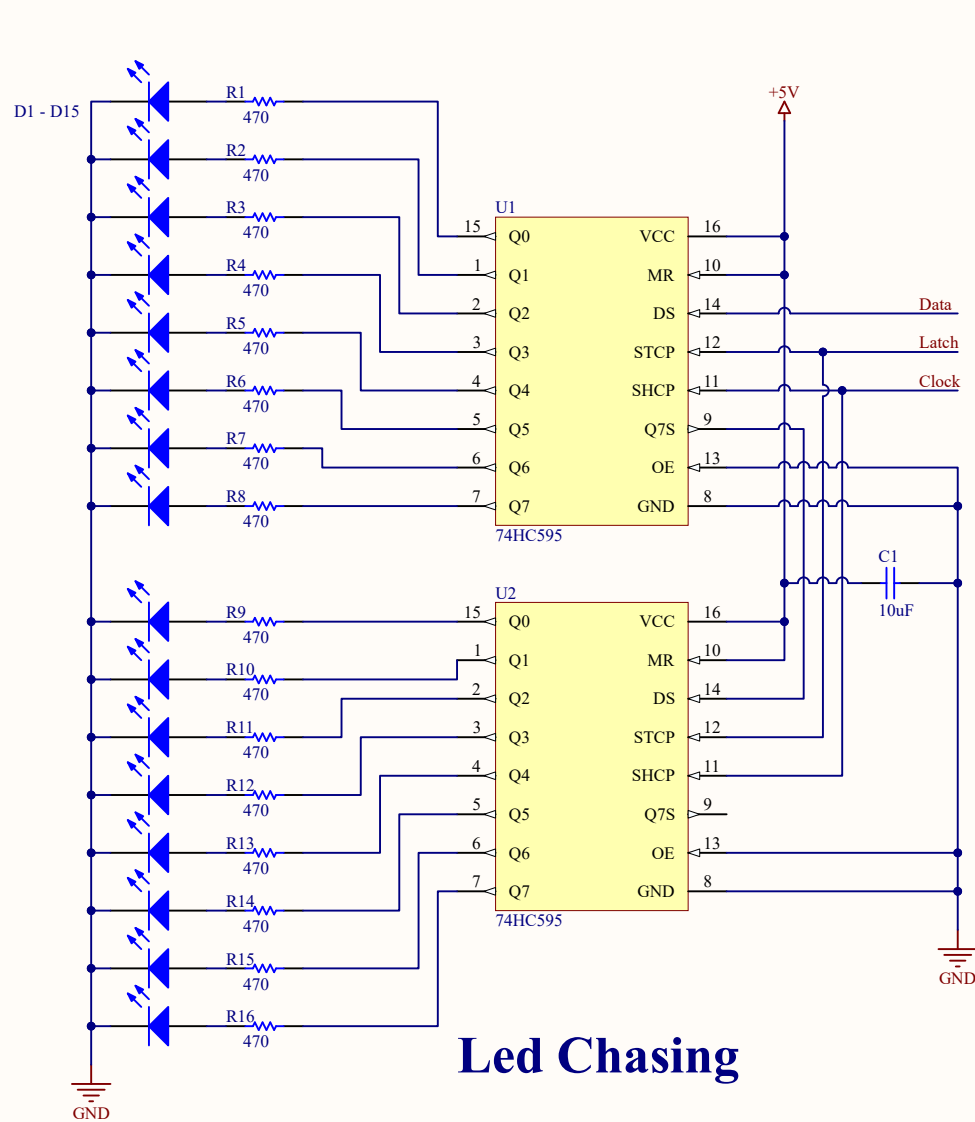 D1 - D15
R1
470
R2
470
R3
470
R4
470
R5
470
R6
470
R7
470
R8
470
+5V
U1
15 Q0 VCC 16
1 Q1 MR 10
2 Q2 DS 14
3 Q3 STCP 12
4 Q4 SHCP 11
5 Q5 Q7S 9
6 Q6 OE 13
7 Q7 GND 8
74HC595
Data
Latch
Clock
C1
10uF
R9
470
R10
470
R11
470
R12
470
R13
470
R14
470
R15
470
R16
470
U2
15 Q0 VCC 16
1 Q1 MR 10
2 Q2 DS 14
3 Q3 STCP 12
4 Q4 SHCP 11
5 Q5 Q7S 9
6 Q6 OE 13
7 Q7 GND 8
74HC595
GND
Led Chasing
GND